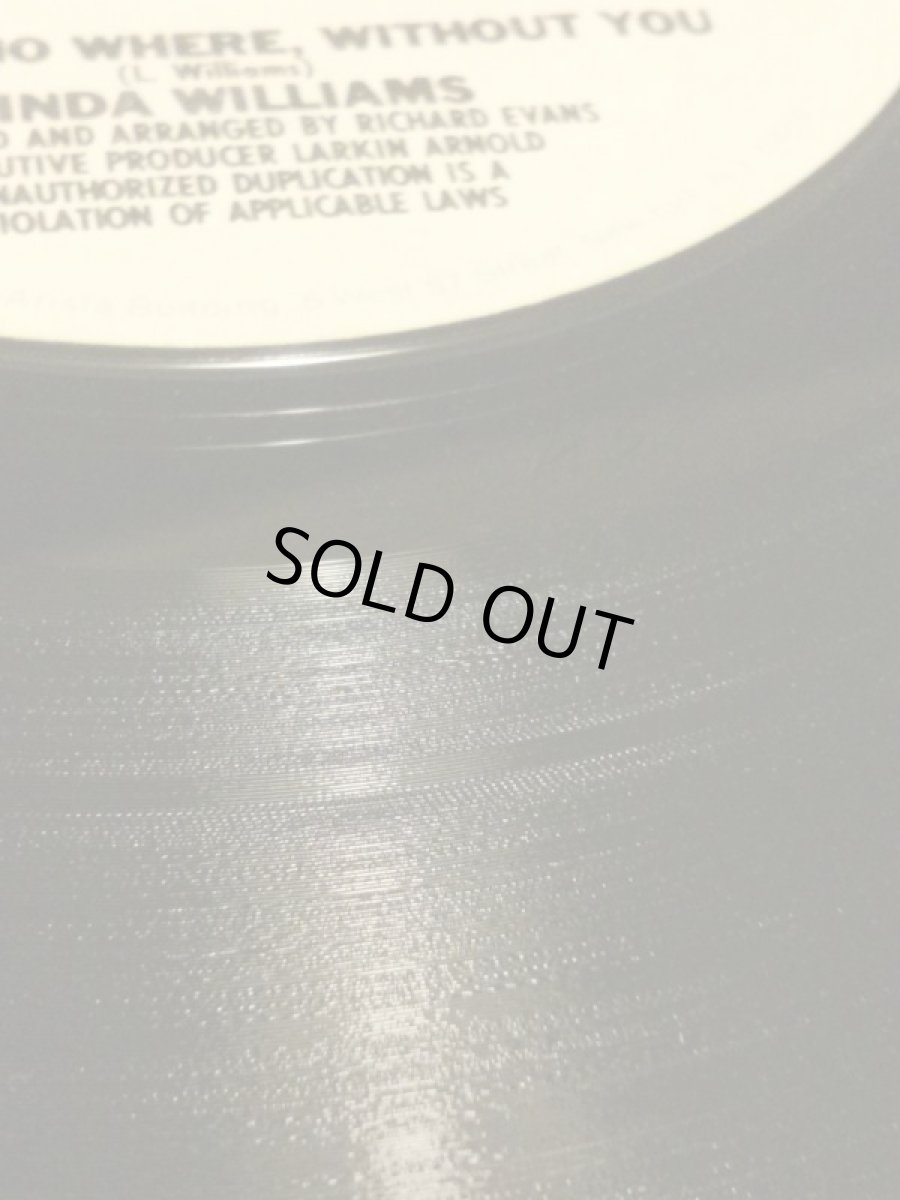 WHERE, WITHOUT YOU
(L Williams)
INDA WILLIAMS
D AND ARRANGED BY RICHARD EVANS
UTIVE PRODUCER LARKIN ARNOLD
NAUTHORIZED DUPLICATION IS A
IOLATION OF APPLICABLE LAWS
SOLD OUT